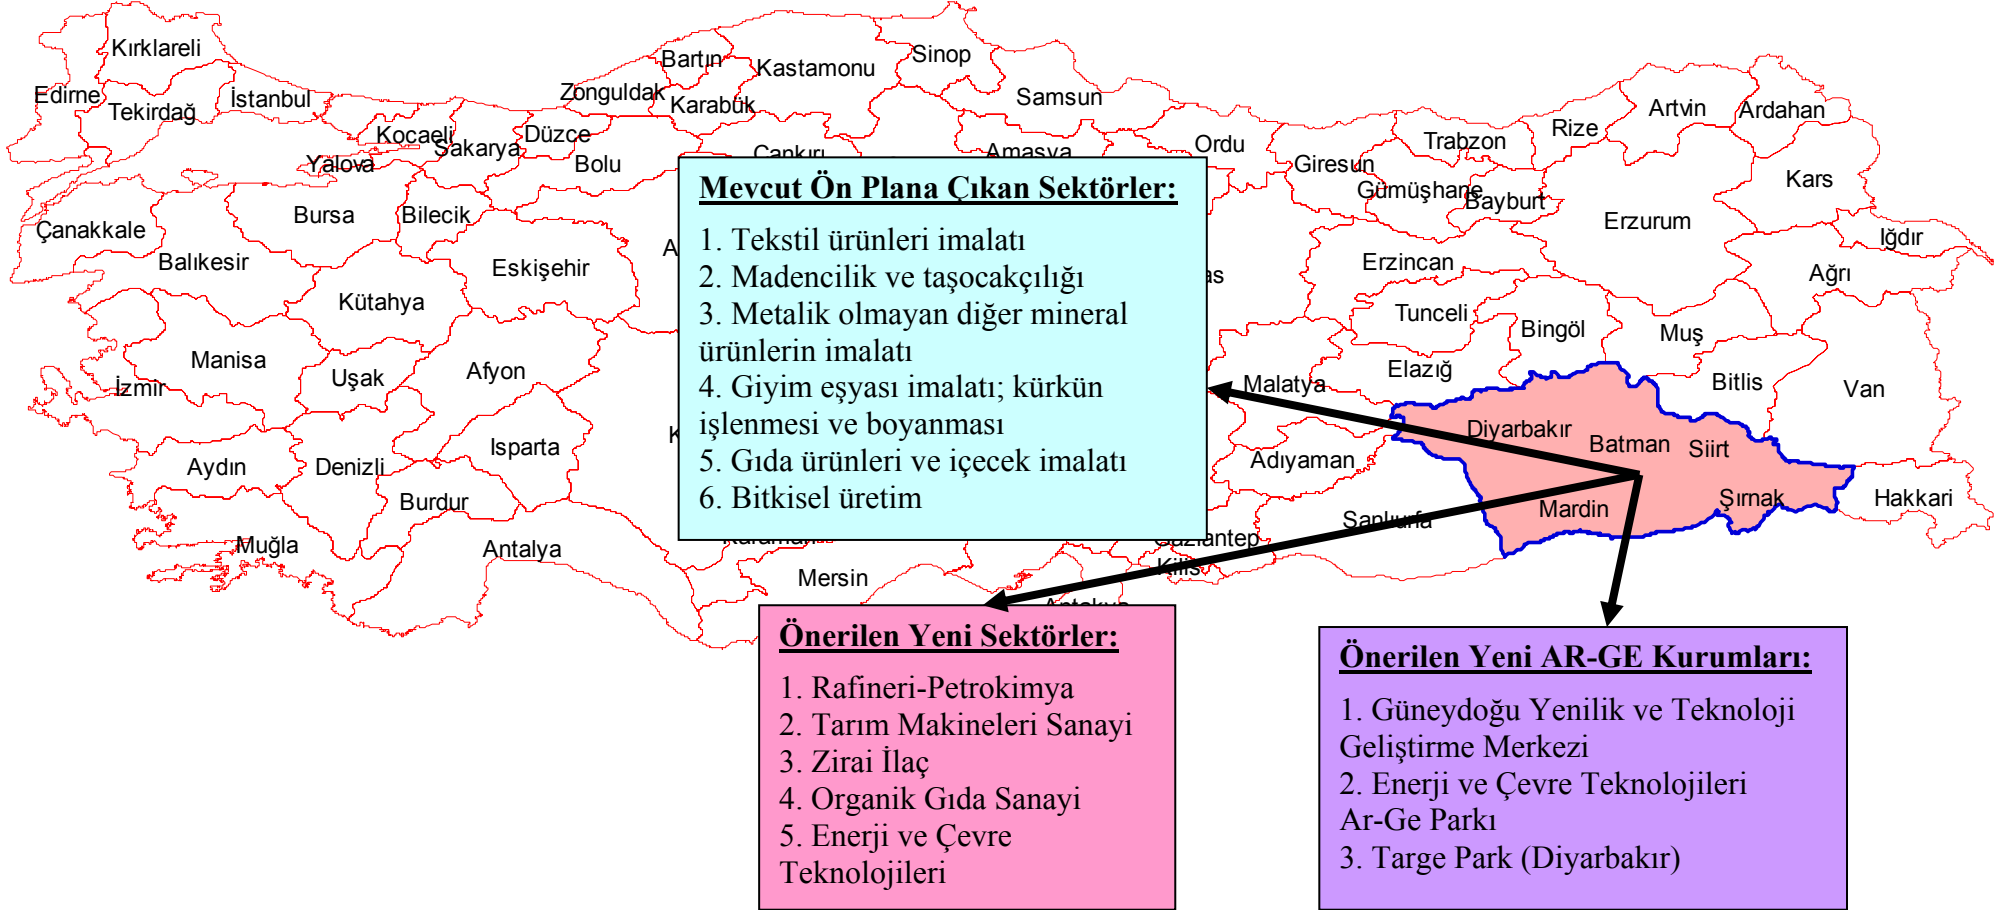 Kırklareli
Edirne
Tekirdağ
İstanbul
Kocaeli
Yalova
Sakarya
Düzce
Bolu
Zonguldak
Bartın
Karabük
Kastamonu
Sinop
Çankırı
Samsun
Amasya
Ordu
Giresun
Trabzon
Gümüşhane
Bayburt
Rize
Artvin
Ardahan
Kars
Erzurum
Iğdır
Ağrı
Erzincan
Tunceli
Bingöl
Muş
Elazığ
Bitlis
Van
Malatya
Adıyaman
Diyarbakır
Batman
Siirt
Şırnak
Mardin
Hakkari
Şanlıurfa
Gaziantep
Kilis
Antakya
Çanakkale
Balıkesir
Bursa
Bilecik
Eskişehir
Kütahya
Manisa
Uşak
Afyon
İzmir
Aydın
Denizli
Isparta
Burdur
Muğla
Antalya
Karaman
Mersin
A
K
as
Mevcut Ön Plana Çıkan Sektörler:
1. Tekstil ürünleri imalatı
2. Madencilik ve taşocakçılığı
3. Metalik olmayan diğer mineral
ürünlerin imalatı
4. Giyim eşyası imalatı; kürkün
işlenmesi ve boyanması
5. Gıda ürünleri ve içecek imalatı
6. Bitkisel üretim
Önerilen Yeni Sektörler:
1. Rafineri-Petrokimya
2. Tarım Makineleri Sanayi
3. Zirai İlaç
4. Organik Gıda Sanayi
5. Enerji ve Çevre
Teknolojileri
Önerilen Yeni AR-GE Kurumları:
1. Güneydoğu Yenilik ve Teknoloji
Geliştirme Merkezi
2. Enerji ve Çevre Teknolojileri
Ar-Ge Parkı
3. Targe Park (Diyarbakır)